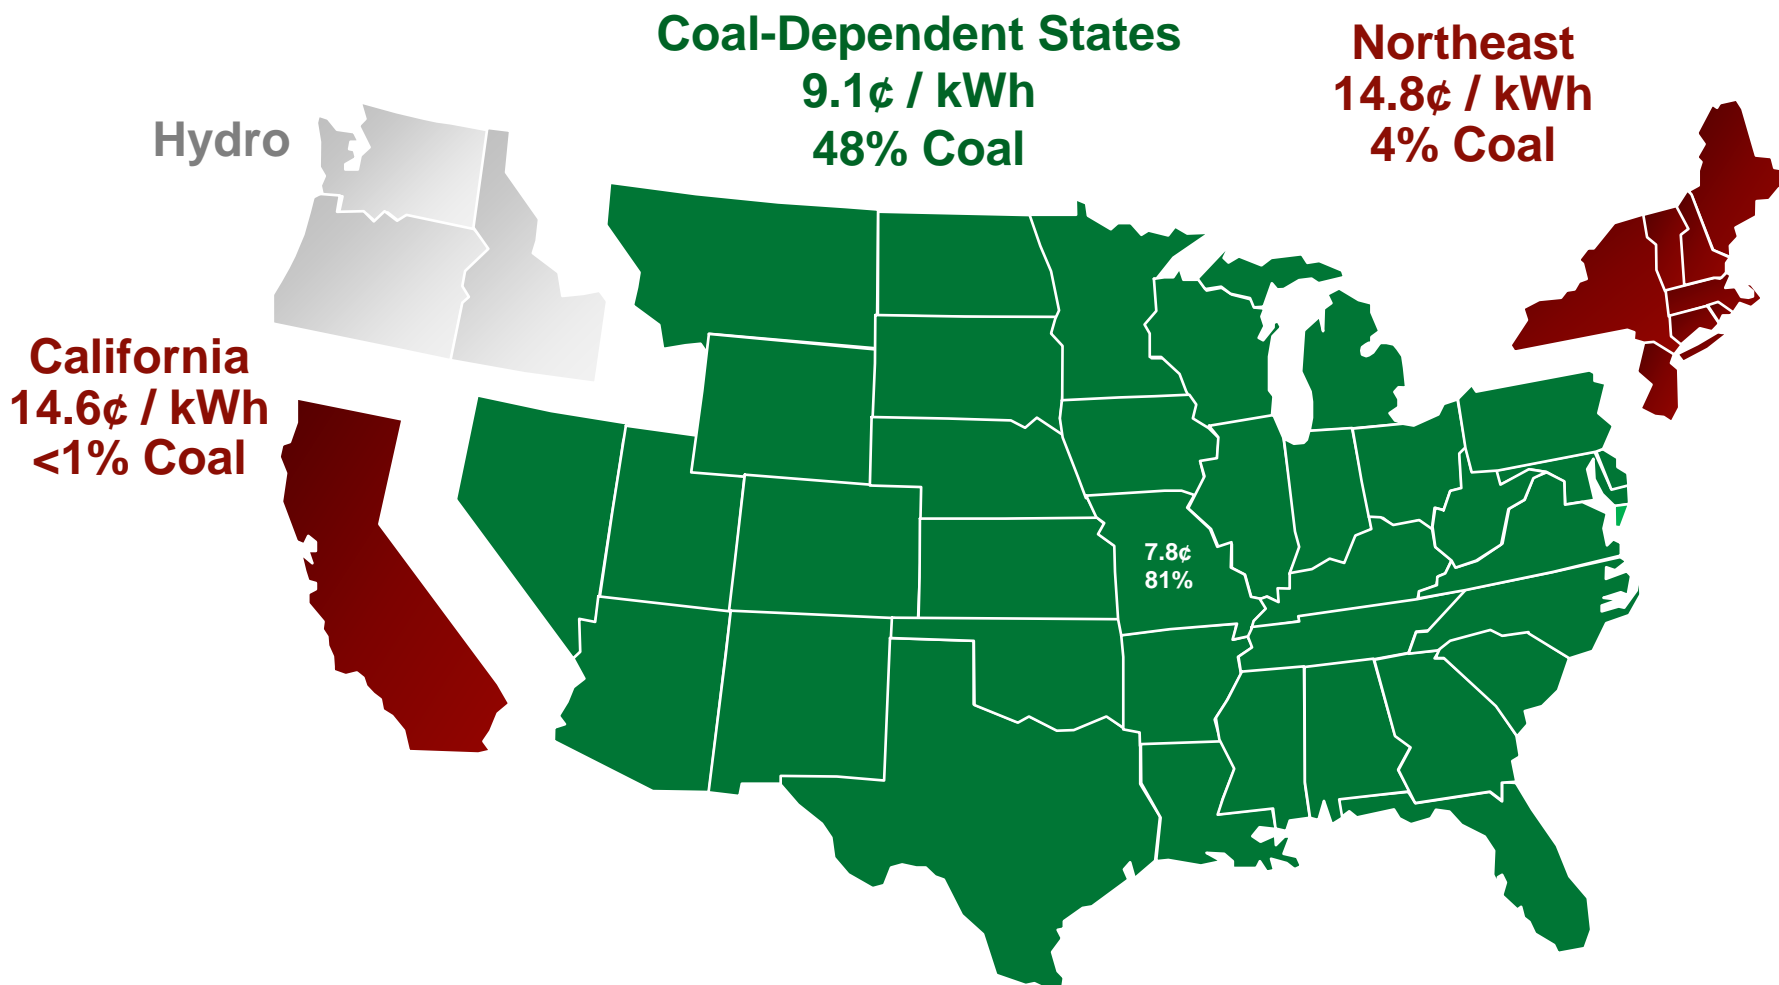 Coal-Dependent States
9.1¢ / kWh
48% Coal
Northeast
14.8¢ / kWh
4% Coal
Hydro
California
14.6¢ / kWh
<1% Coal
7.8¢
81%